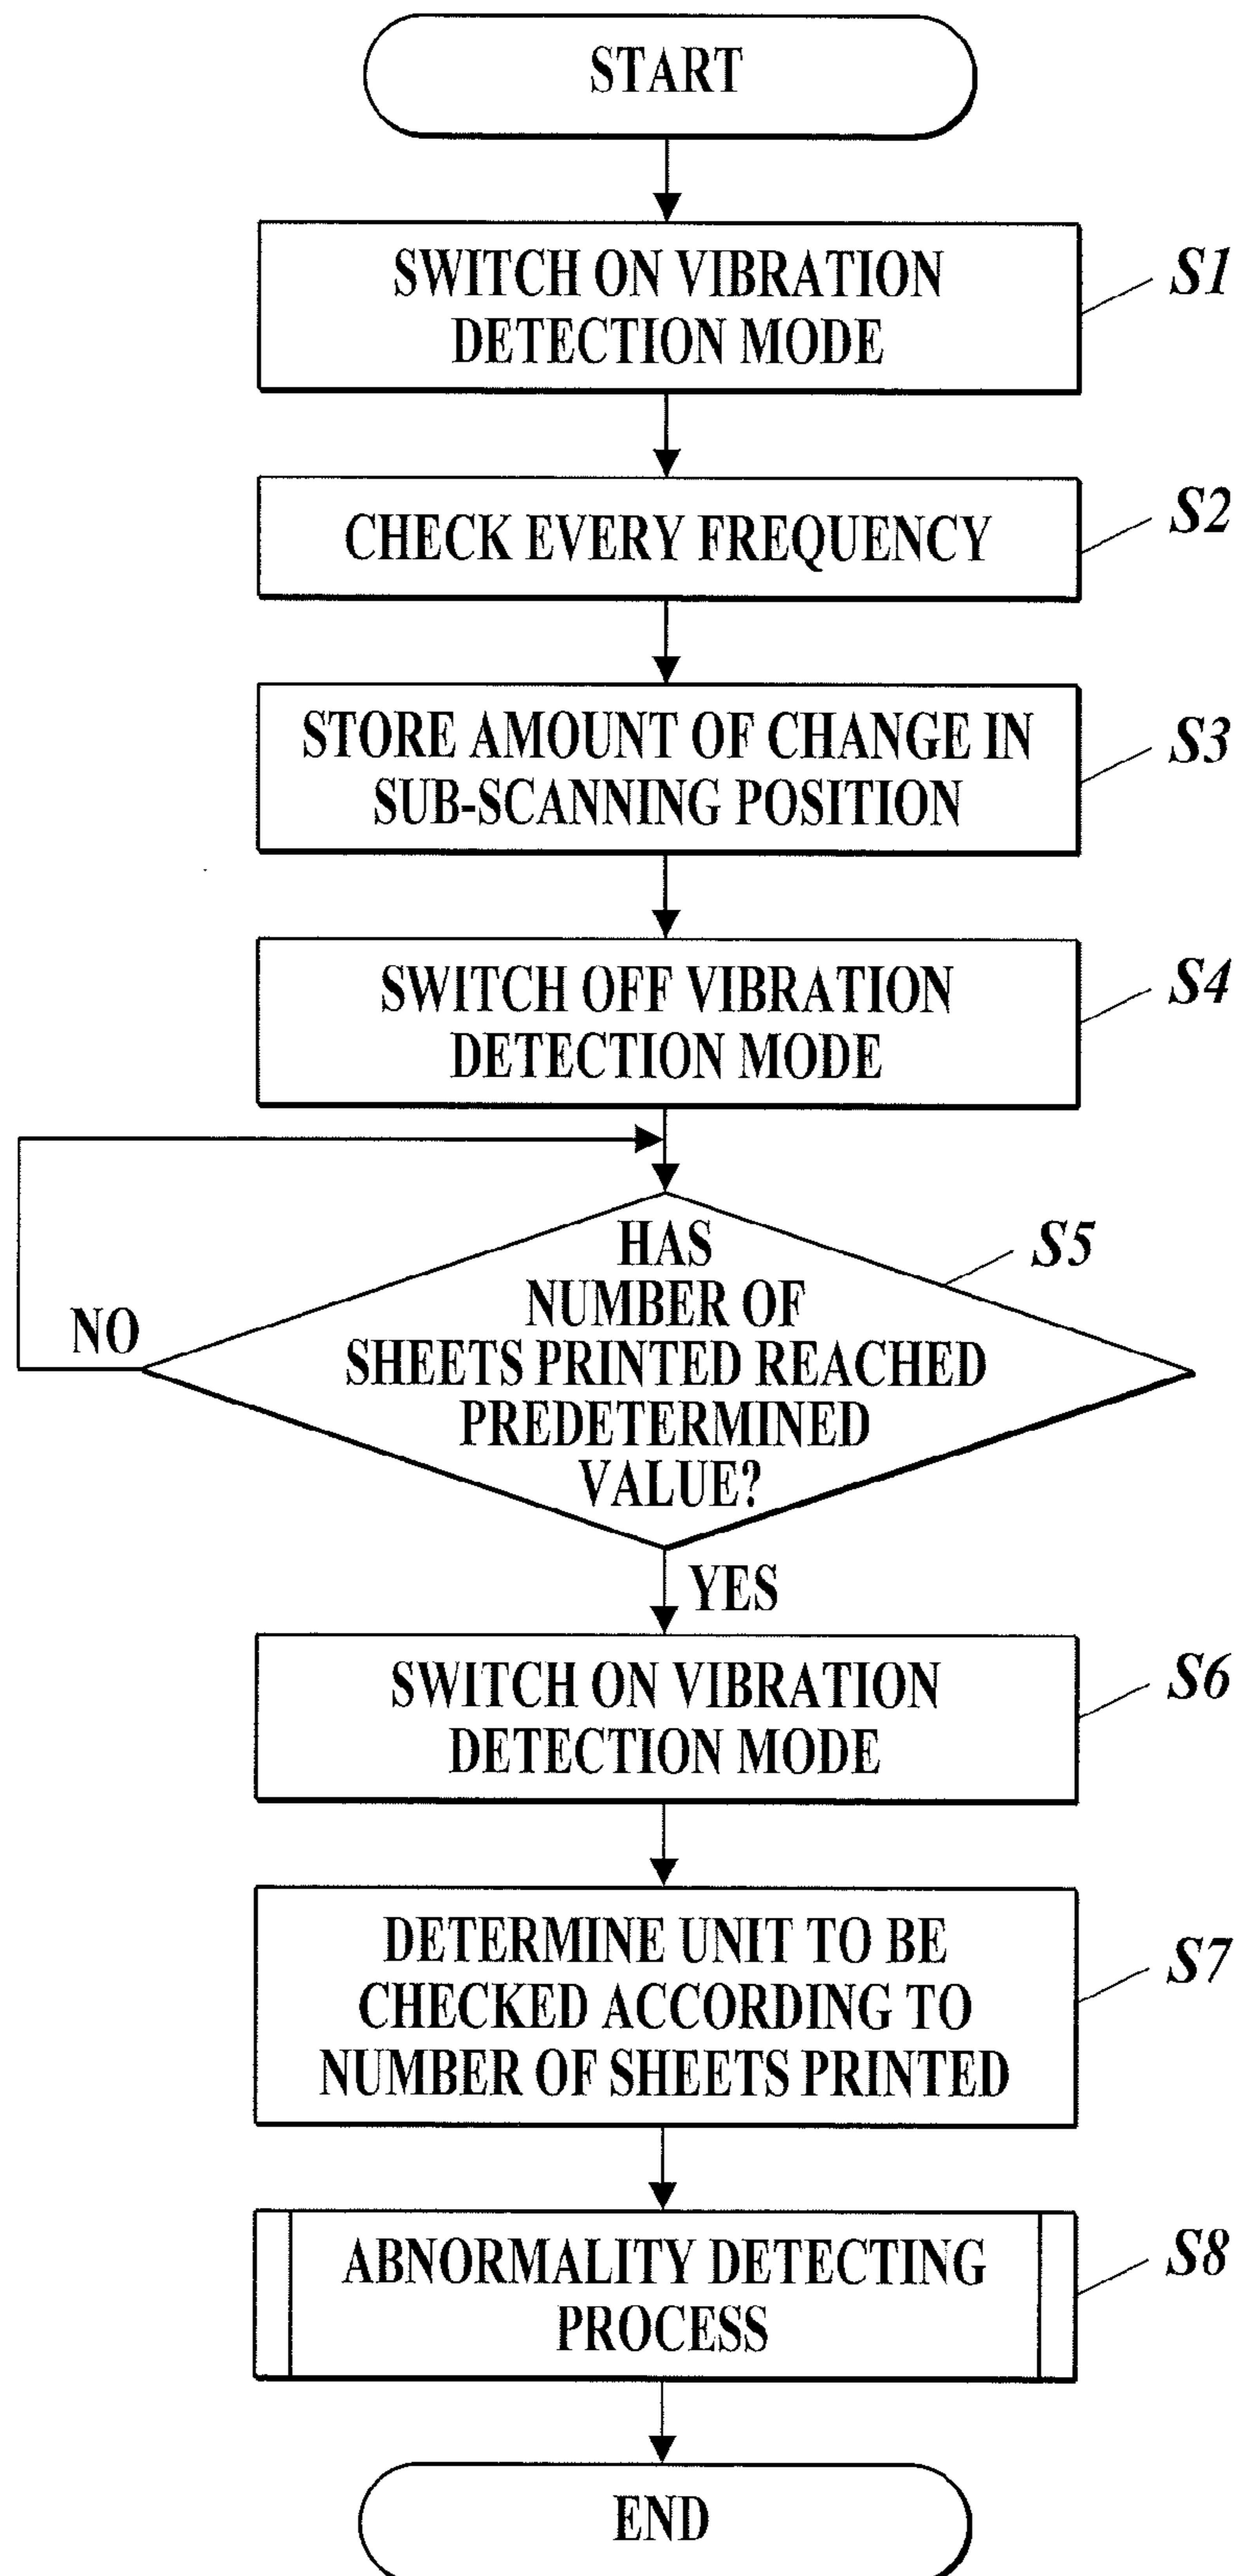 START
SWITCH ON VIBRATION
DETECTION MODE
S1
CHECK EVERY FREQUENCY
S2
STORE AMOUNT OF CHANGE IN
SUB-SCANNING POSITION
S3
SWITCH OFF VIBRATION
DETECTION MODE
S4
HAS
NUMBER OF
SHEETS PRINTED REACHED
PREDETERMINED
VALUE?
S5
NO
YES
SWITCH ON VIBRATION
DETECTION MODE
S6
DETERMINE UNIT TO BE
CHECKED ACCORDING TO
NUMBER OF SHEETS PRINTED
S7
ABNORMALITY DETECTING
PROCESS
S8
END